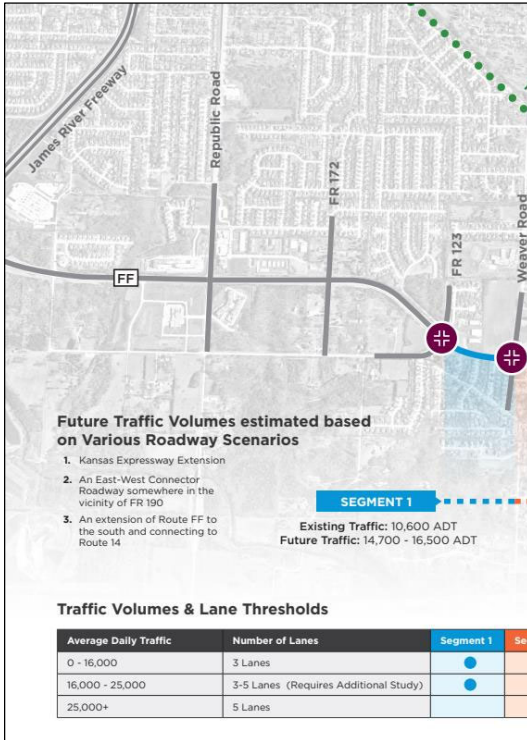 James River Freeway
Republic Road
FR 172
FR 123
Weaver Road
FF
Future Traffic Volumes estimated based
on Various Roadway Scenarios
1. Kansas Expressway Extension
2. An East-West Connector
Roadway somewhere in the
vicinity of FR 190
3. An extension of Route FF to
the south and connecting to
Route 14
SEGMENT 1
Existing Traffic: 10,600 ADT
Future Traffic: 14,700 - 16,500 ADT
Traffic Volumes & Lane Thresholds
Average Daily Traffic Number of Lanes Segment 1 Se
0 - 16,000 3 Lanes
16,000 - 25,000 3-5 Lanes (Requires Additional Study)
25,000+ 5 Lanes